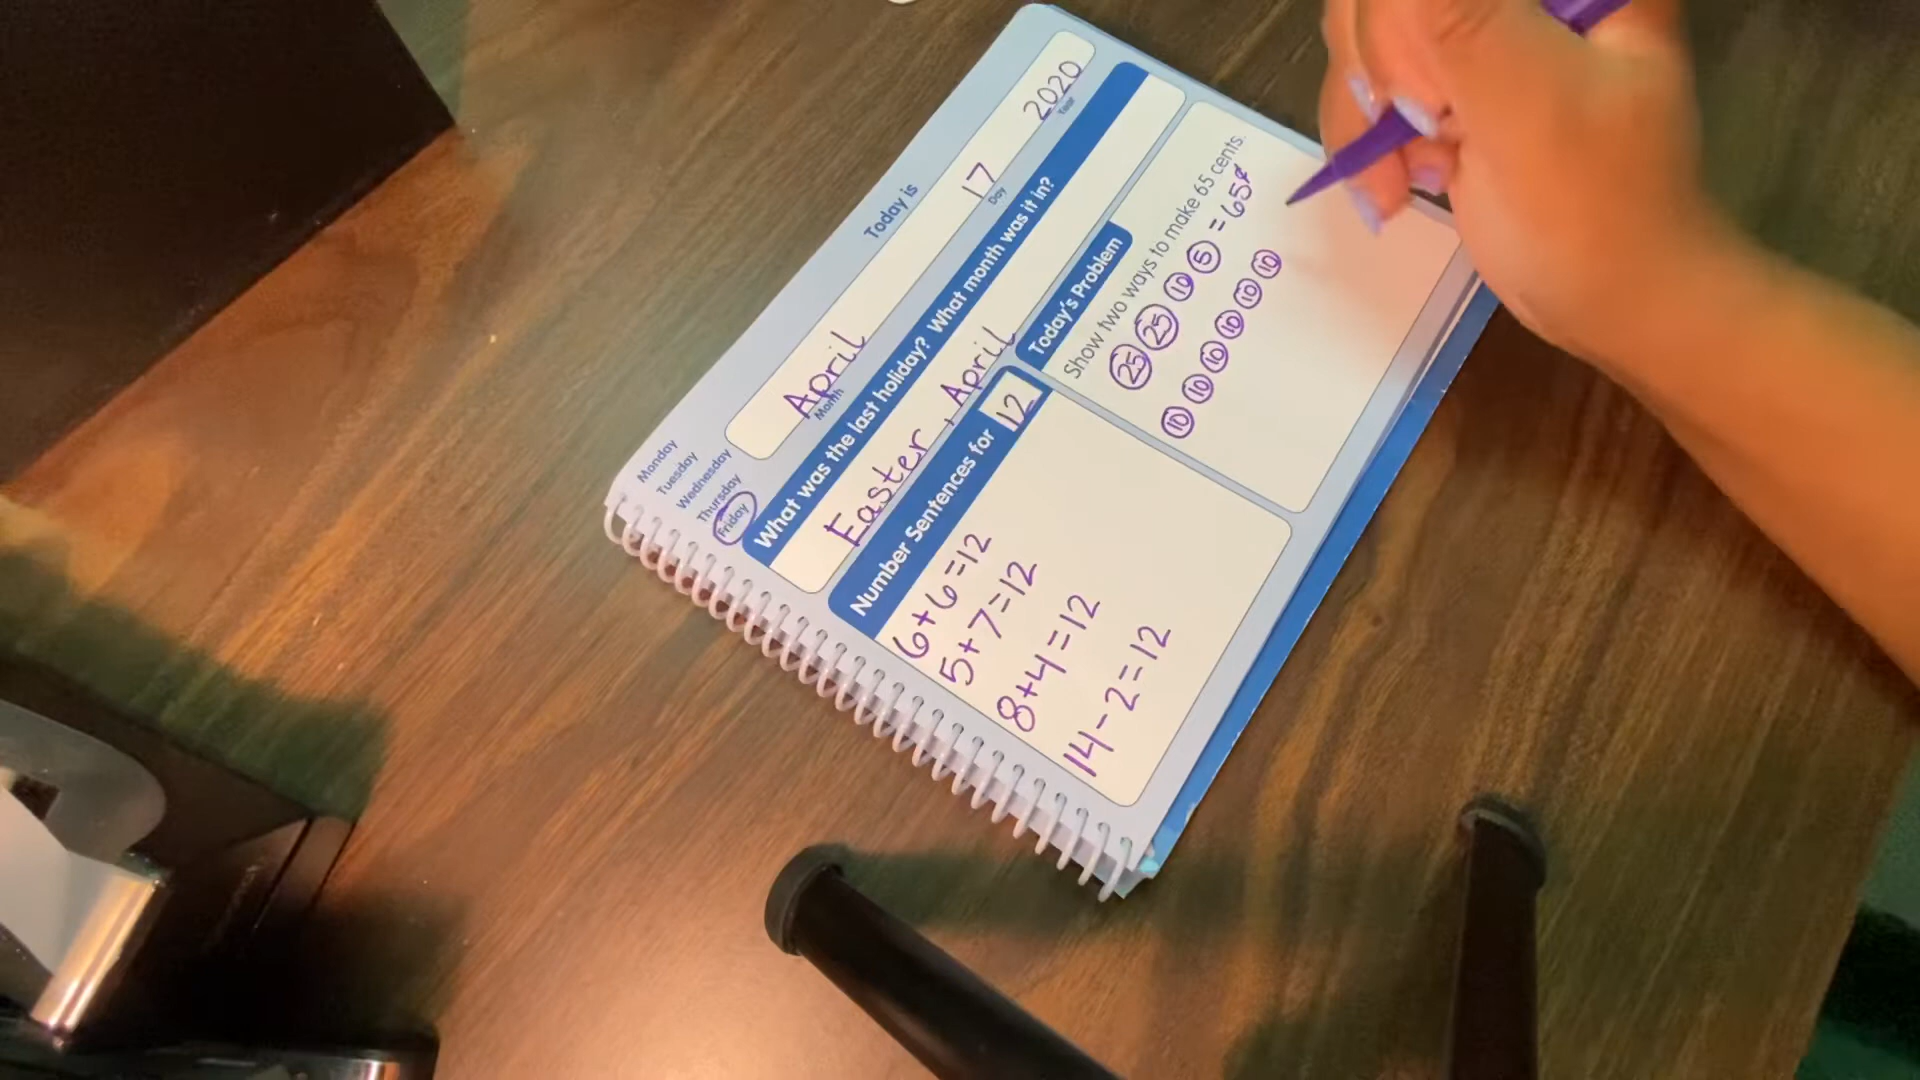 Monday
Tuesday
Wednesday
Thursday
Friday
Today is
April 17 2020
Month Day Year
What was the last holiday? What month was it in?
Easter, April
Number Sentences for 12
6+6=12
5+7=12
8+4=12
14-2=12
Today's Problem
Show two ways to make 65 cents.
25 25 10 5 = 65¢
10 10 10 10 10 10